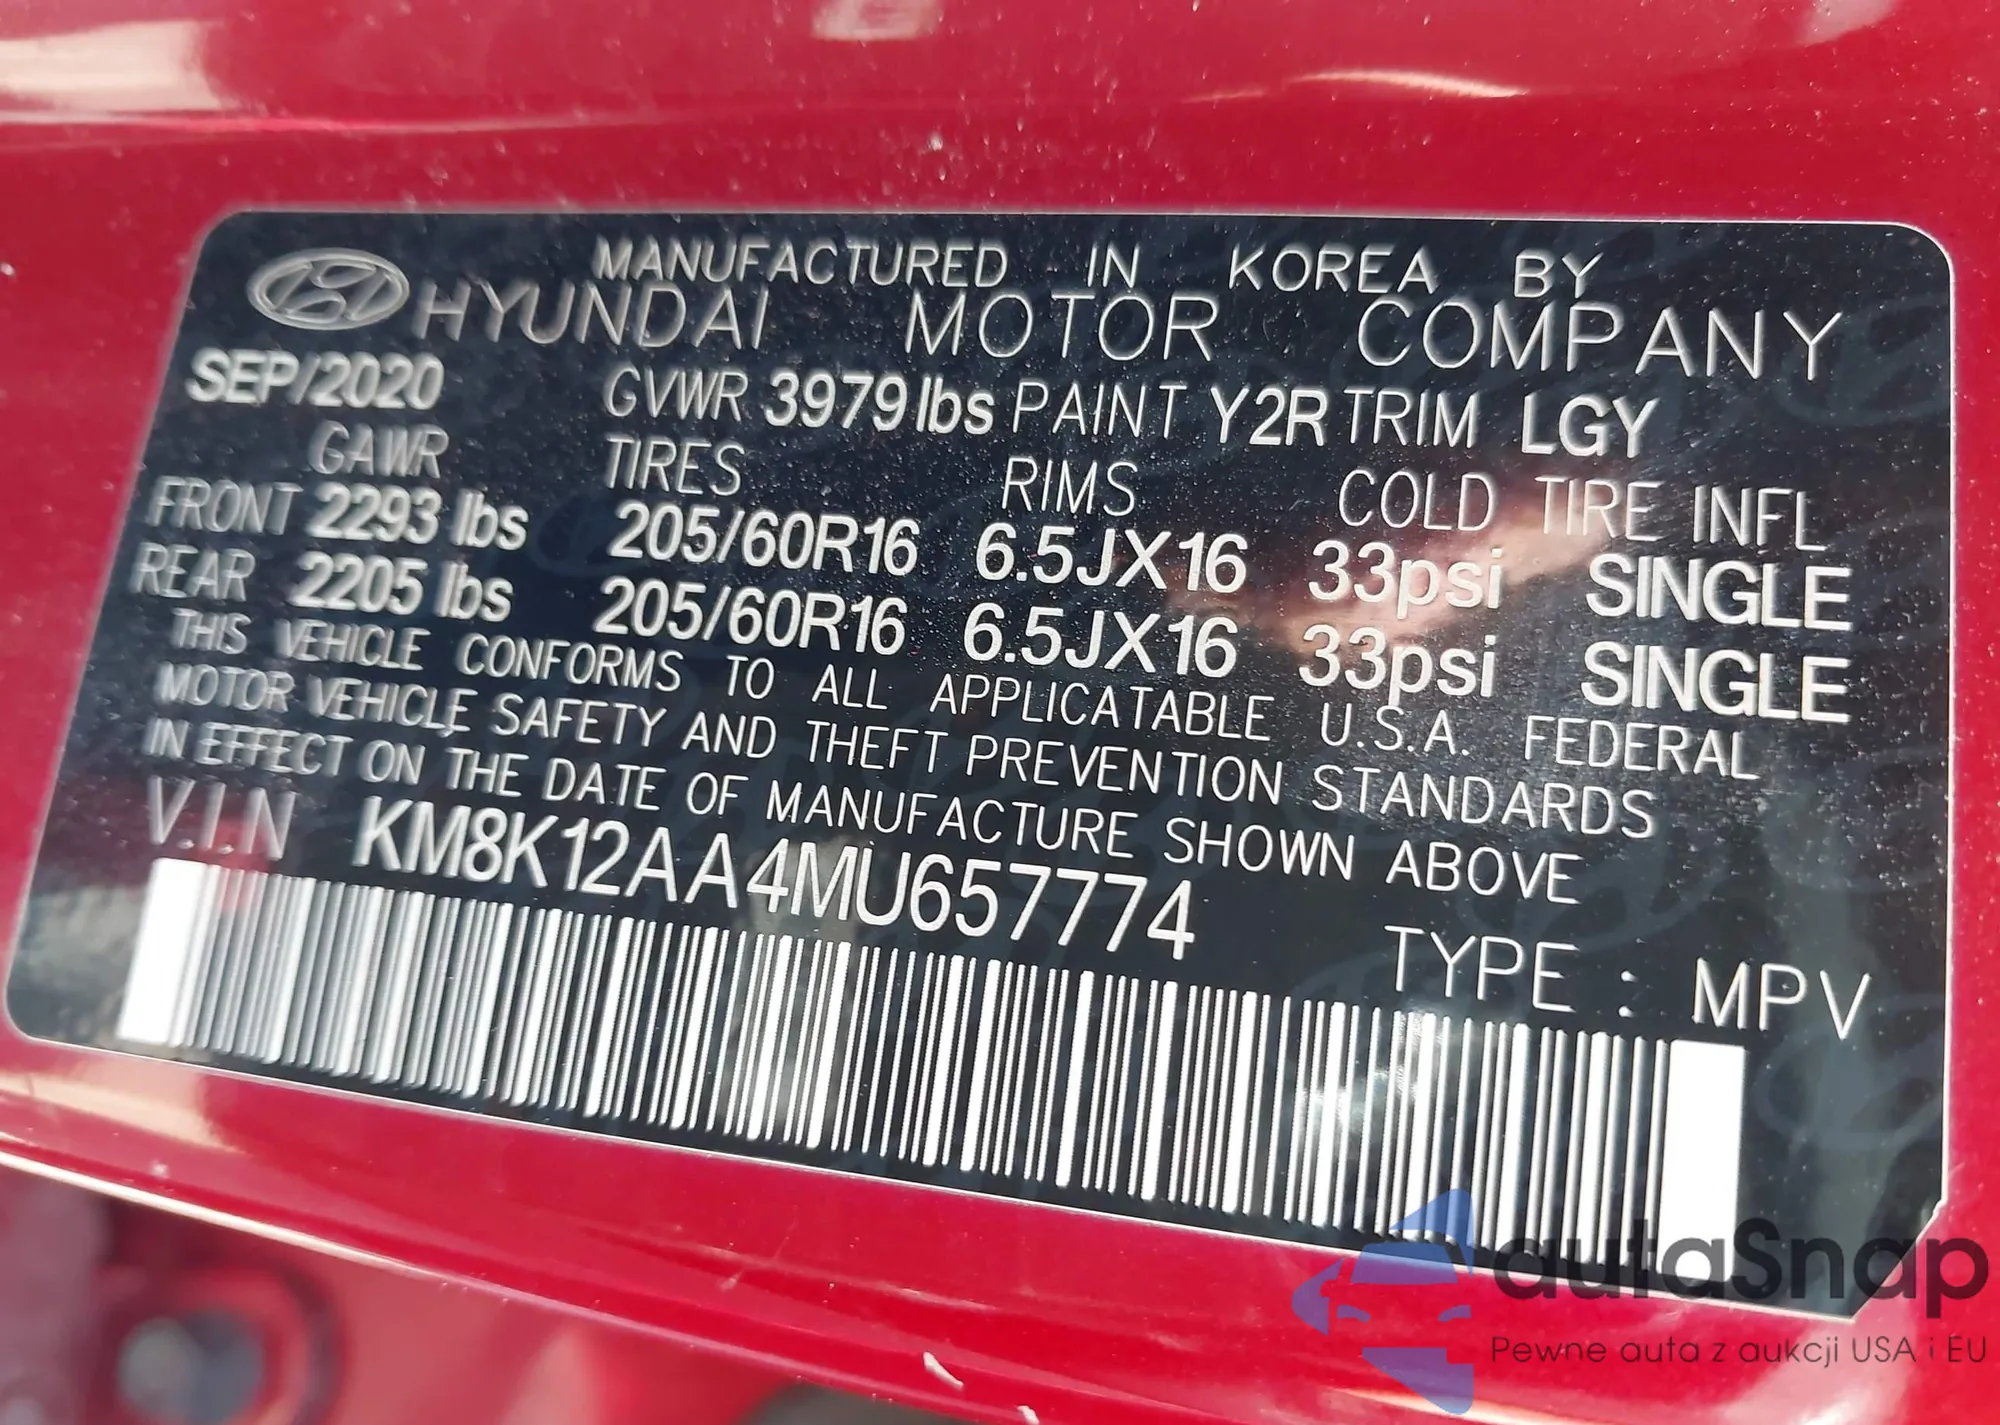 MANUFACTURED IN KOREA BY
HYUNDAI MOTOR COMPANY
SEP/2020 GVWR 3979 lbs PAINT Y2R TRIM LGY
GAWR TIRES RIMS COLD TIRE INFL
FRONT 2293 lbs 205/60R16 6.5JX16 33psi SINGLE
REAR 2205 lbs 205/60R16 6.5JX16 33psi SINGLE
THIS VEHICLE CONFORMS TO ALL APPLICATABLE U.S.A. FEDERAL
MOTOR VEHICLE SAFETY AND THEFT PREVENTION STANDARDS
IN EFFECT ON THE DATE OF MANUFACTURE SHOWN ABOVE
V.I.N KM8K12AA4MU657774
TYPE : MPV
autaSnap
Pewne auta z aukcji USA i EU